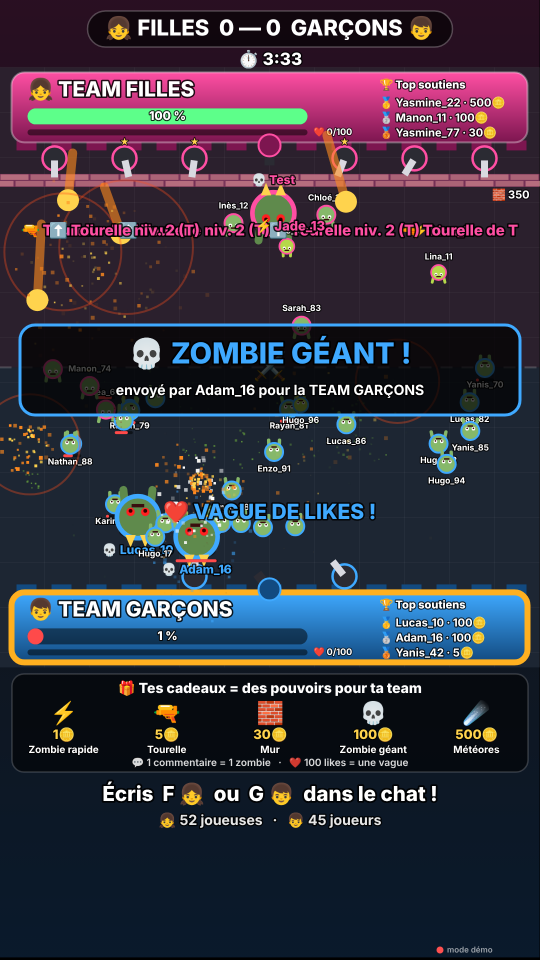 👧 FILLES 0 — 0 GARÇONS 👦
⏱️ 3:33
👧 TEAM FILLES
100 %
❤️ 0/100
🏆 Top soutiens
🥇 Yasmine_22 · 500🪙
🥈 Manon_11 · 100🪙
🥉 Yasmine_77 · 30🪙
💀 Test
🧱 350
Inès_12
Jade_13
Tourelle niv. 2 (T) Tourelle de T
Lina_11
Sarah_83
💀 ZOMBIE GÉANT !
envoyé par Adam_16 pour la TEAM GARÇONS
Manon_74
Yanis_70
Hugo_96
Lucas_82
Lucas_86
Yanis_85
Nathan_88
Enzo_91
Hugo_94
❤️ VAGUE DE LIKES !
Hugo_17
💀 Adam_16
👦 TEAM GARÇONS
1 %
❤️ 0/100
🏆 Top soutiens
🥇 Lucas_10 · 100🪙
🥈 Adam_16 · 100🪙
🥉 Yanis_42 · 5🪙
🎁 Tes cadeaux = des pouvoirs pour ta team
1🪙 5🪙 30🪙 100🪙 500🪙
Zombie rapide Tourelle Mur Zombie géant Météores
💬 1 commentaire = 1 zombie · ❤️ 100 likes = une vague
Écris F 👧 ou G 👦 dans le chat !
👧 52 joueuses · 👦 45 joueurs
🔴 mode démo